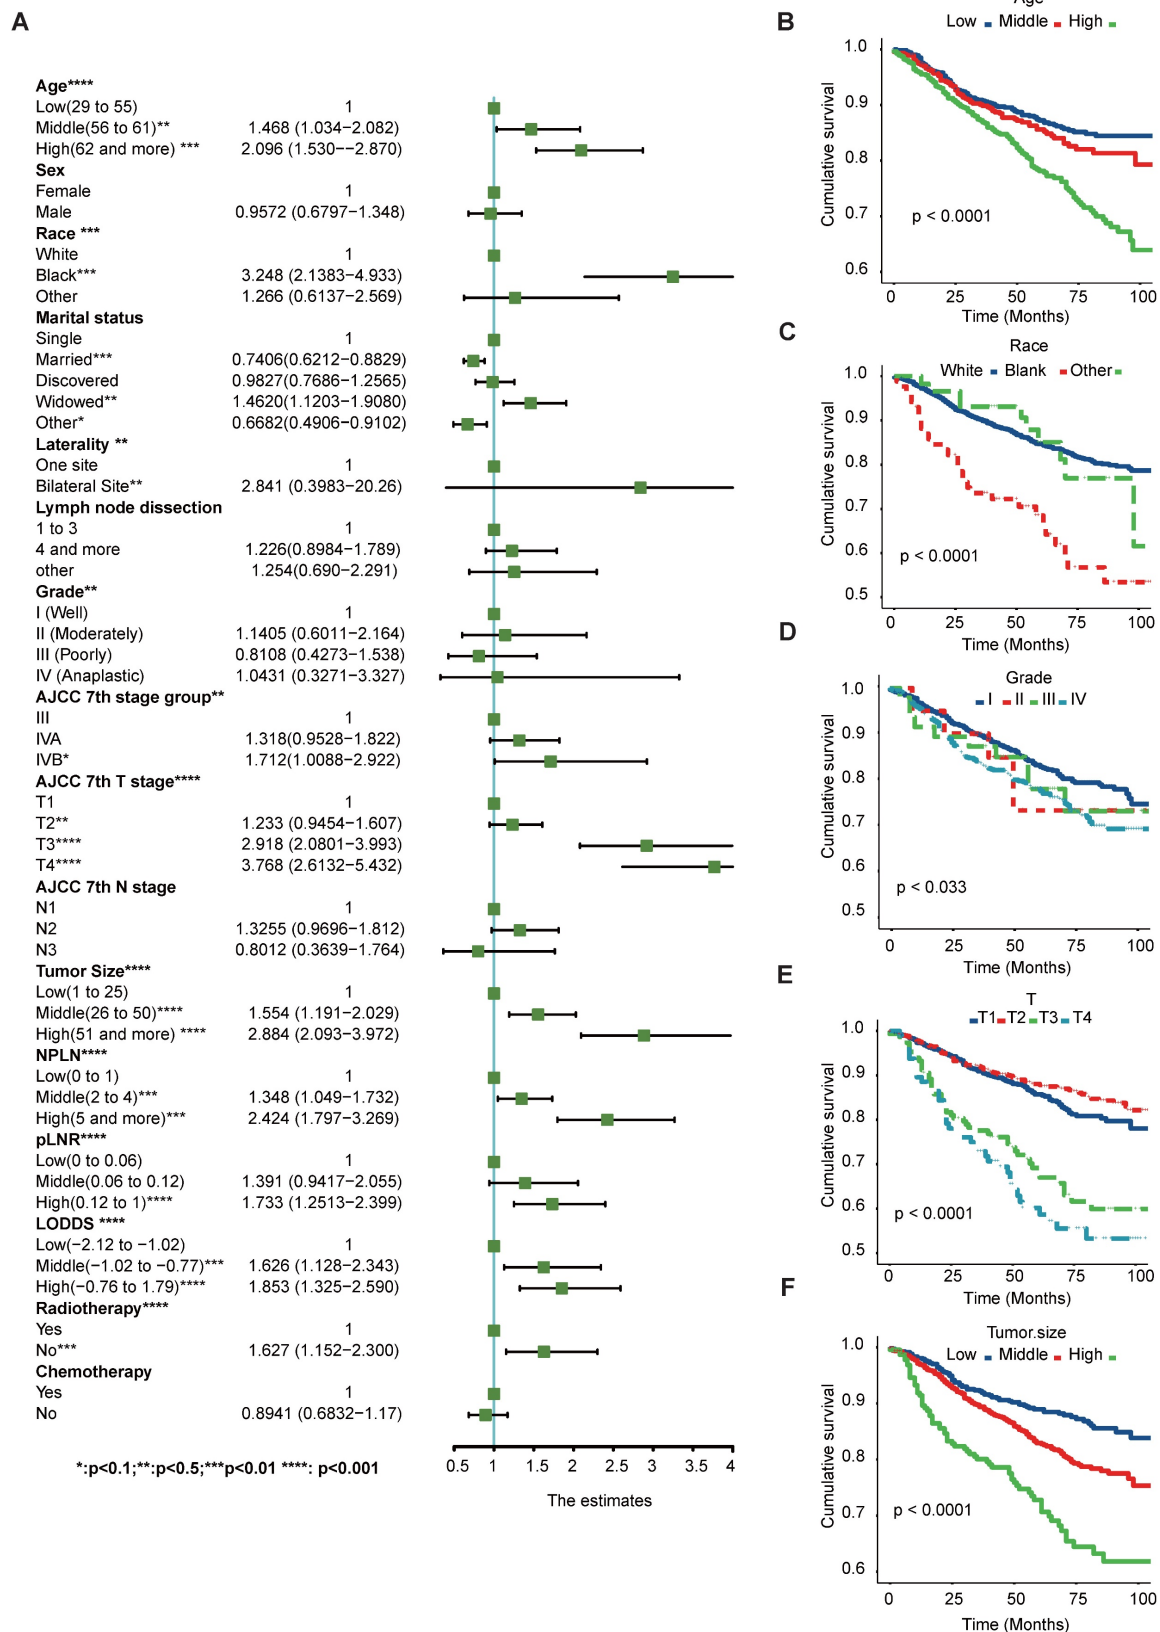 A
Age****
Low(29 to 55) 1
Middle(56 to 61)** 1.468 (1.034−2.082)
High(62 and more) *** 2.096 (1.530−−2.870)
Sex
Female 1
Male 0.9572 (0.6797−1.348)
Race ***
White 1
Black*** 3.248 (2.1383−4.933)
Other 1.266 (0.6137−2.569)
Marital status
Single 1
Married*** 0.7406(0.6212−0.8829)
Discovered 0.9827(0.7686−1.2565)
Widowed** 1.4620(1.1203−1.9080)
Other* 0.6682(0.4906−0.9102)
Laterality **
One site 1
Bilateral Site** 2.841 (0.3983−20.26)
Lymph node dissection
1 to 3 1
4 and more 1.226(0.8984−1.789)
other 1.254(0.690−2.291)
Grade**
I (Well) 1
II (Moderately) 1.1405 (0.6011−2.164)
III (Poorly) 0.8108 (0.4273−1.538)
IV (Anaplastic) 1.0431 (0.3271−3.327)
AJCC 7th stage group**
III 1
IVA 1.318(0.9528−1.822)
IVB* 1.712(1.0088−2.922)
AJCC 7th T stage****
T1 1
T2** 1.233 (0.9454−1.607)
T3**** 2.918 (2.0801−3.993)
T4**** 3.768 (2.6132−5.432)
AJCC 7th N stage
N1 1
N2 1.3255 (0.9696−1.812)
N3 0.8012 (0.3639−1.764)
Tumor Size****
Low(1 to 25) 1
Middle(26 to 50)**** 1.554 (1.191−2.029)
High(51 and more) **** 2.884 (2.093−3.972)
NPLN****
Low(0 to 1) 1
Middle(2 to 4)*** 1.348 (1.049−1.732)
High(5 and more)*** 2.424 (1.797−3.269)
pLNR****
Low(0 to 0.06) 1
Middle(0.06 to 0.12) 1.391 (0.9417−2.055)
High(0.12 to 1)**** 1.733 (1.2513−2.399)
LODDS ****
Low(−2.12 to −1.02) 1
Middle(−1.02 to −0.77)*** 1.626 (1.128−2.343)
High(−0.76 to 1.79)**** 1.853 (1.325−2.590)
Radiotherapy****
Yes 1
No*** 1.627 (1.152−2.300)
Chemotherapy
Yes 1
No 0.8941 (0.6832−1.17)
0.5 1 1.5 2 2.5 3 3.5 4
*:p<0.1;**:p<0.5;***p<0.01 ****: p<0.001
The estimates
B
Age
Low Middle High
1.0
0.9
0.8
0.7
0.6
Cumulative survival
p < 0.0001
0 25 50 75 100
Time (Months)
C
Race
White Blank Other
1.0
0.9
0.8
0.7
0.6
0.5
Cumulative survival
p < 0.0001
0 25 50 75 100
Time (Months)
D
Grade
I II III IV
1.0
0.9
0.8
0.7
0.6
0.5
Cumulative survival
p < 0.033
0 25 50 75 100
Time (Months)
E
T
T1 T2 T3 T4
1.0
0.9
0.8
0.7
0.6
0.5
Cumulative survival
p < 0.0001
0 25 50 75 100
Time (Months)
F
Tumor.size
Low Middle High
1.0
0.9
0.8
0.7
0.6
Cumulative survival
p < 0.0001
0 25 50 75 100
Time (Months)